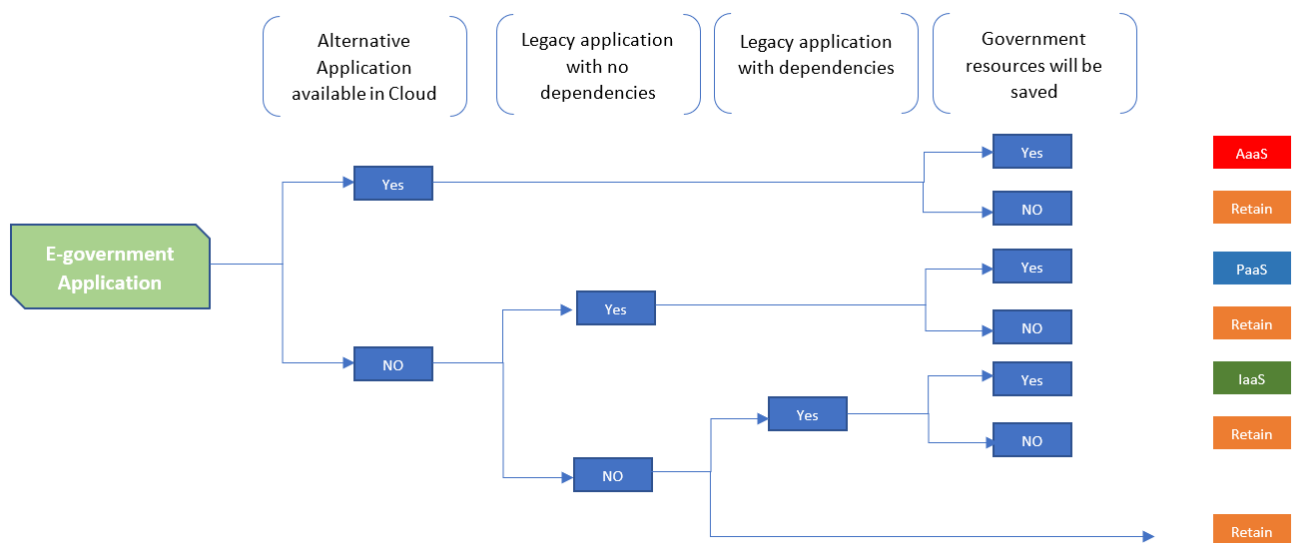 Alternative
Application
available in Cloud
Legacy application
with no
dependencies
Legacy application
with dependencies
Government
resources will be
saved
Yes
AaaS
Yes
NO
Retain
E-government
Application
Yes
PaaS
Yes
NO
Retain
NO
Yes
IaaS
Yes
NO
Retain
NO
Retain